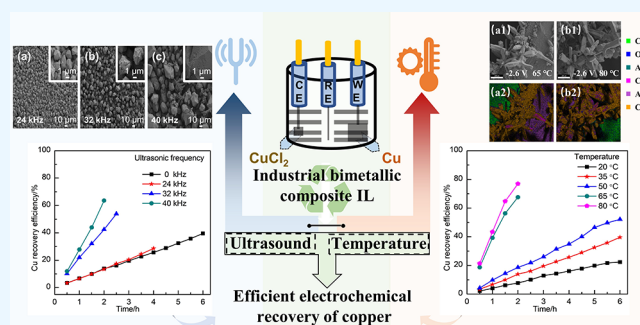 (a)
1 μm
24 kHz
10 μm
(b)
1 μm
32 kHz
10 μm
(c)
1 μm
40 kHz
10 μm
CE
RE
WE
CuCl2
Cu
Industrial bimetallic
composite IL
Ultrasound
Temperature
Efficient electrochemical
recovery of copper
(a1)
-2.6 V 65 °C
(b1)
-2.6 V 80 °C
(a2)
(b2)
C
O
A
C
A
C
Cu recovery efficiency/%
100
80
60
40
20
0
Ultrasonic frequency
0 kHz
24 kHz
32 kHz
40 kHz
0 1 2 3 4 5 6
Time/h
Cu recovery efficiency/%
100
80
60
40
20
0
Temperature
20 °C
35 °C
50 °C
65 °C
80 °C
0 1 2 3 4 5 6
Time/h